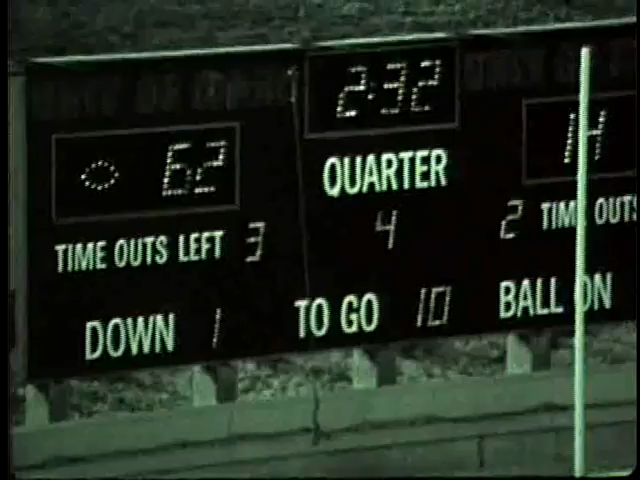 2:32
62
QUARTER
14
TIME OUTS LEFT 3
4
2 TIME OUTS
DOWN 1
TO GO 10
BALL ON